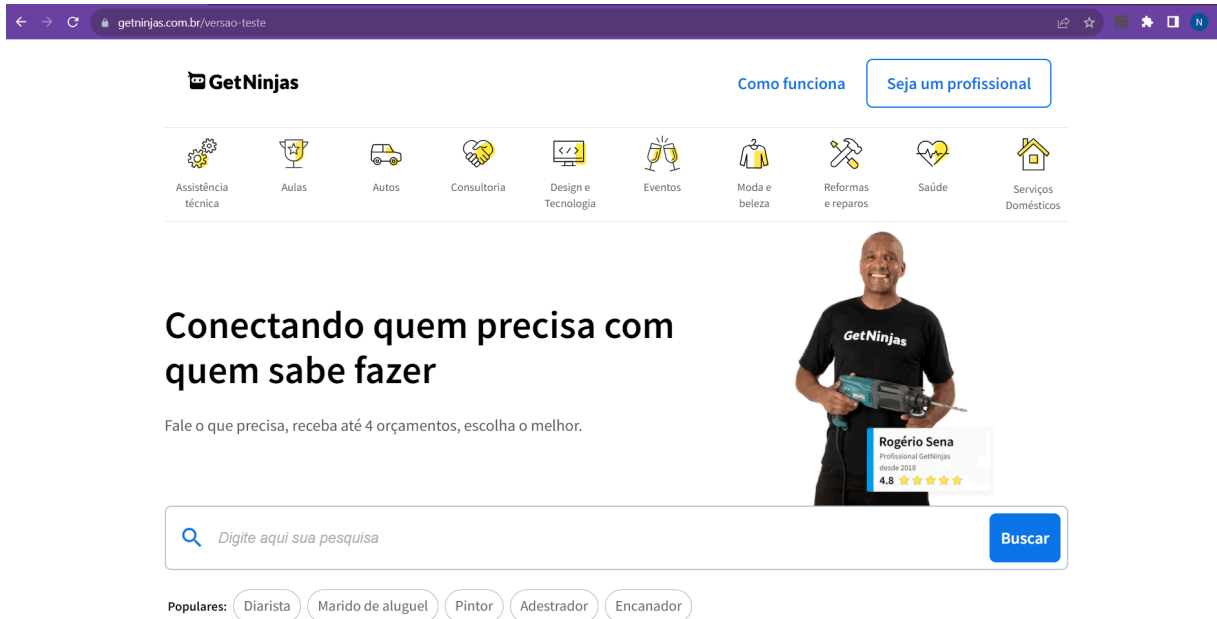 getninjas.com.br/versao-teste
N
GetNinjas
Como funciona
Seja um profissional
Assistência
técnica
Aulas
Autos
Consultoria
Design e
Tecnologia
Eventos
Moda e
beleza
Reformas
e reparos
Saúde
Serviços
Domésticos
Conectando quem precisa com
quem sabe fazer
Fale o que precisa, receba até 4 orçamentos, escolha o melhor.
GetNinjas
Rogério Sena
Profissional GetNinjas
desde 2018
4.8
Digite aqui sua pesquisa
Buscar
Populares: Diarista Marido de aluguel Pintor Adestrador Encanador